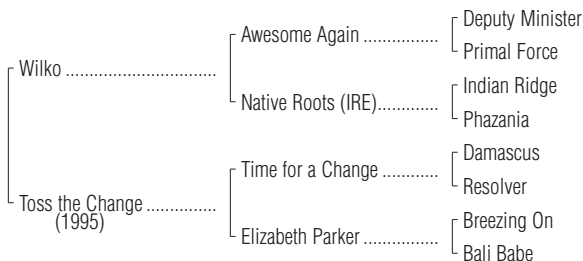 Deputy Minister
Awesome Again ................
Primal Force
Wilko ................................
Indian Ridge
Native Roots (IRE).............
Phazania
Damascus
Time for a Change ............
Resolver
Toss the Change ...............
(1995)
Breezing On
Elizabeth Parker ................
Bali Babe